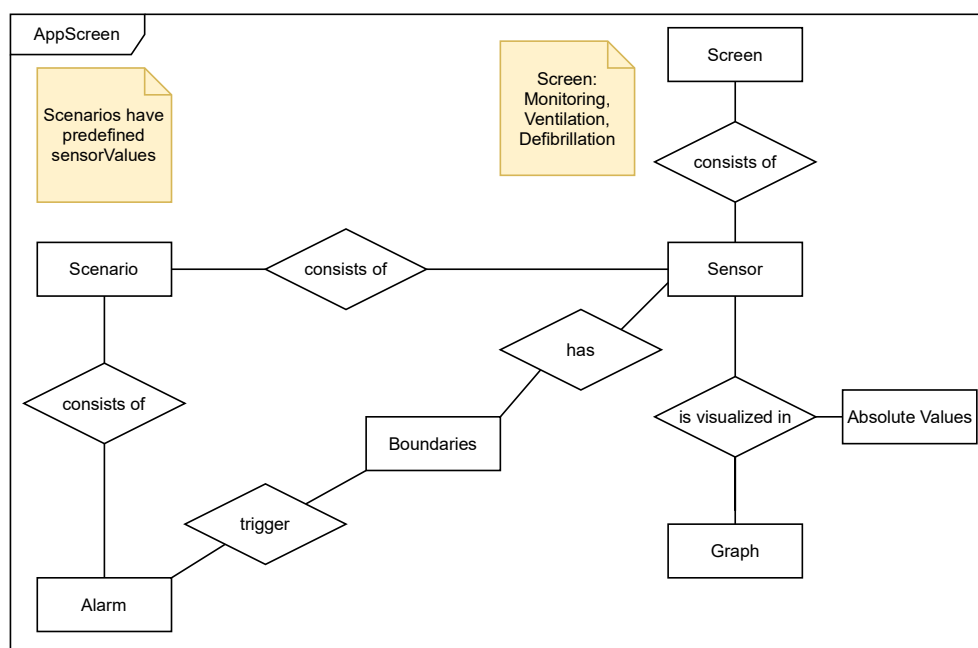 AppScreen
Scenarios have
predefined
sensorValues
Screen:
Monitoring,
Ventilation,
Defibrillation
Screen
consists of
Scenario
consists of
Sensor
has
consists of
is visualized in
Absolute Values
Boundaries
trigger
Graph
Alarm